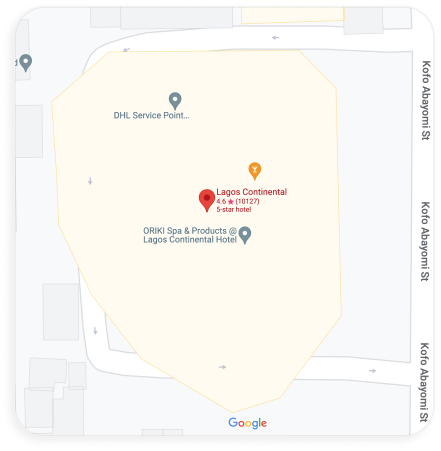 Kofo Abayomi St
d
DHL Service Point...
Lagos Continental
4.6 ★ (10127)
5-star hotel
ORIKI Spa & Products @
Lagos Continental Hotel
Kofo Abayomi St
Kofo Abayomi St
Google